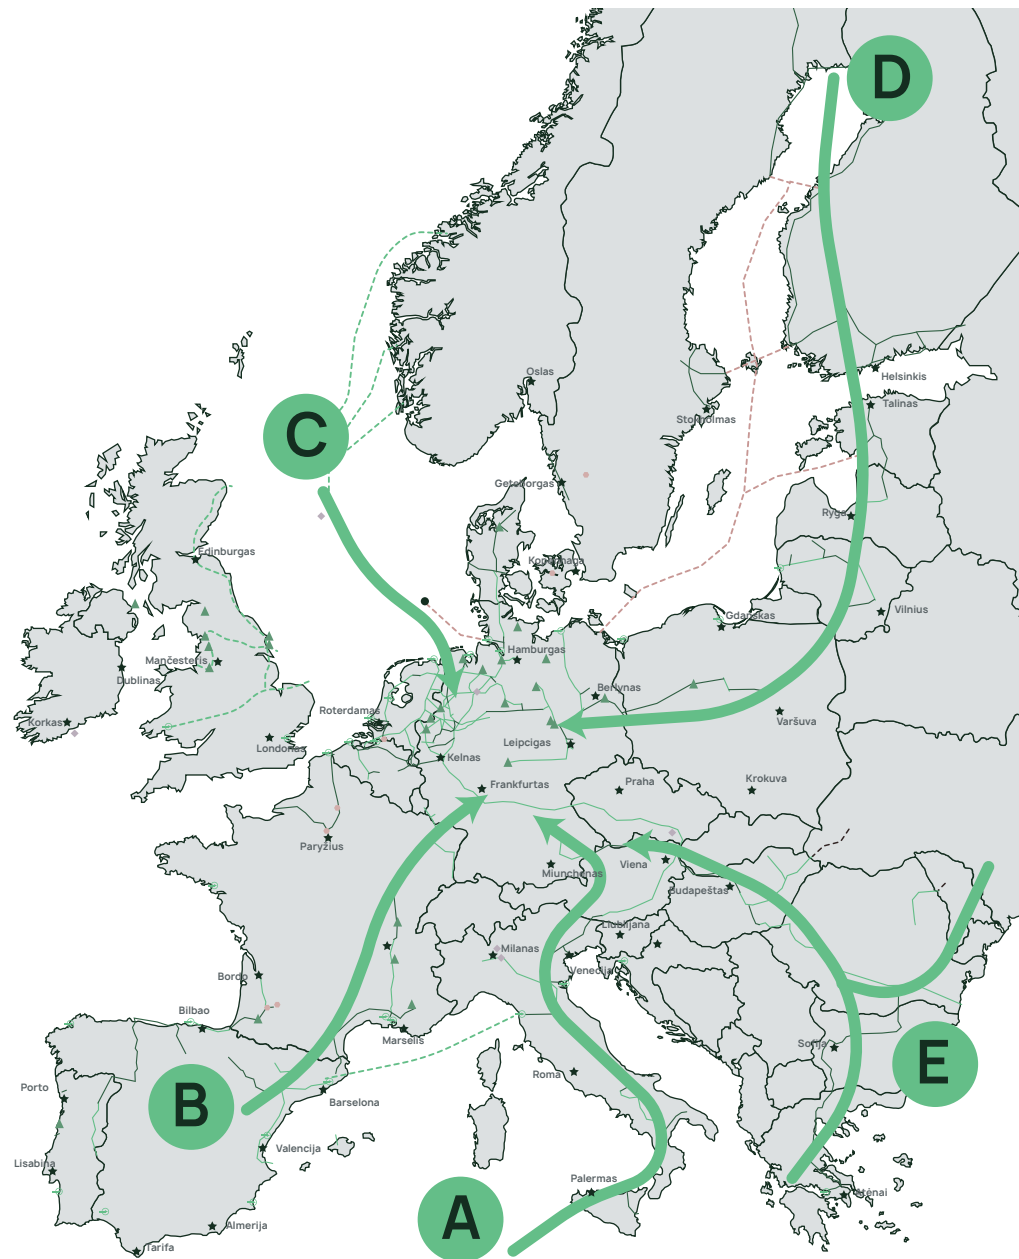 D
Oslas
Helsinkis
Talinas
Stokholmas
C
Geteborgas
Ryga
Edinburgas
Kopenhaga
Vilnius
Gdanskas
Hamburgas
Mančesteris
Dublinas
Berlynas
Roterdamas
Korkas
Varšuva
Londonas
Leipcigas
Kelnas
Frankfurtas
Praha
Krokuva
Paryžius
Viena
Miunchenas
Budapeštas
Liublijana
Milanas
Venecija
Bordo
Bilbao
Marselis
Sofija
E
Roma
Porto
B
Barselona
Valencija
Lisabina
Palermas
Atėnai
A
Almerija
Tarifa